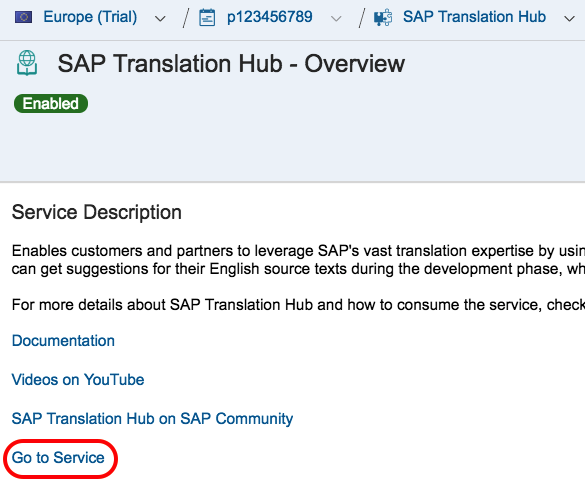 Europe (Trial) / p123456789 / SAP Translation Hub
SAP Translation Hub - Overview
Enabled
Service Description
Enables customers and partners to leverage SAP's vast translation expertise by usin
can get suggestions for their English source texts during the development phase, wh
For more details about SAP Translation Hub and how to consume the service, check
Documentation
Videos on YouTube
SAP Translation Hub on SAP Community
Go to Service